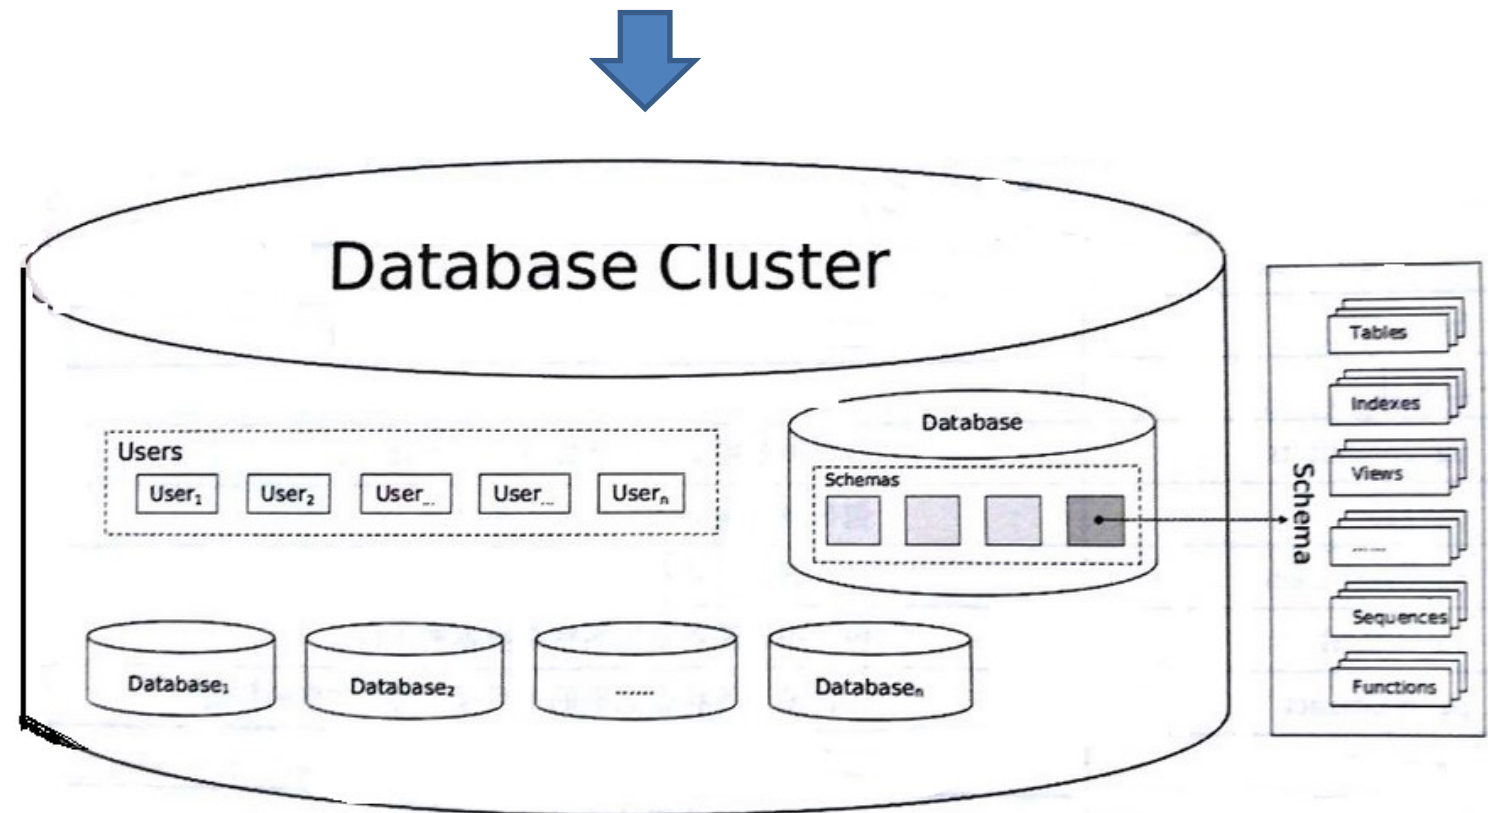 Database Cluster
Users
User₁ User₂ User... User... Userₙ
Database
Schemas
Database₁ Database₂ ...... Databaseₙ
Schema
Tables
Indexes
Views
......
Sequences
Functions